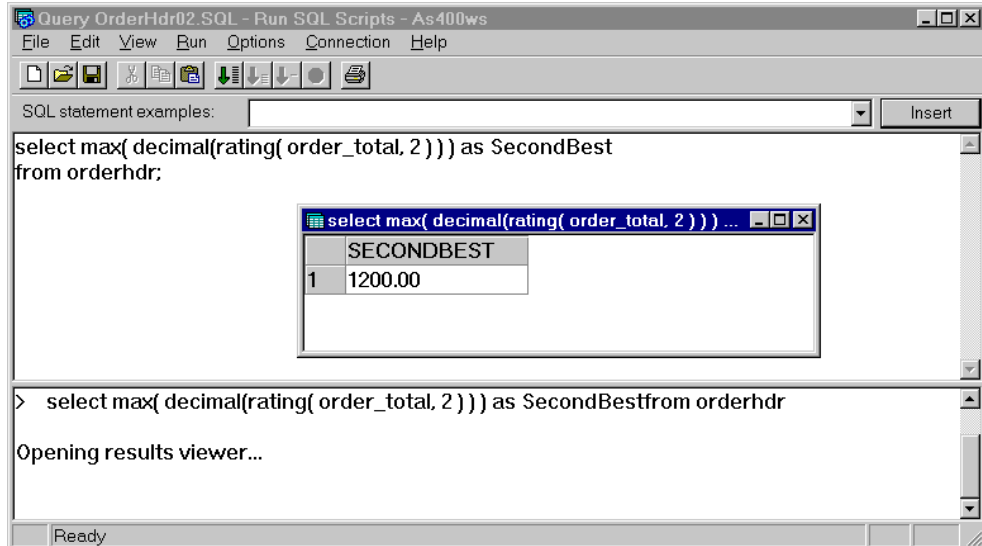 Query OrderHdr02.SQL - Run SQL Scripts - As400ws
File Edit View Run Options Connection Help
SQL statement examples:
Insert
select max( decimal(rating( order_total, 2 ) ) ) as SecondBest
from orderhdr;
select max( decimal(rating( order_total, 2 ) ) ) ...
SECONDBEST
1 1200.00
> select max( decimal(rating( order_total, 2 ) ) ) as SecondBestfrom orderhdr
Opening results viewer...
Ready